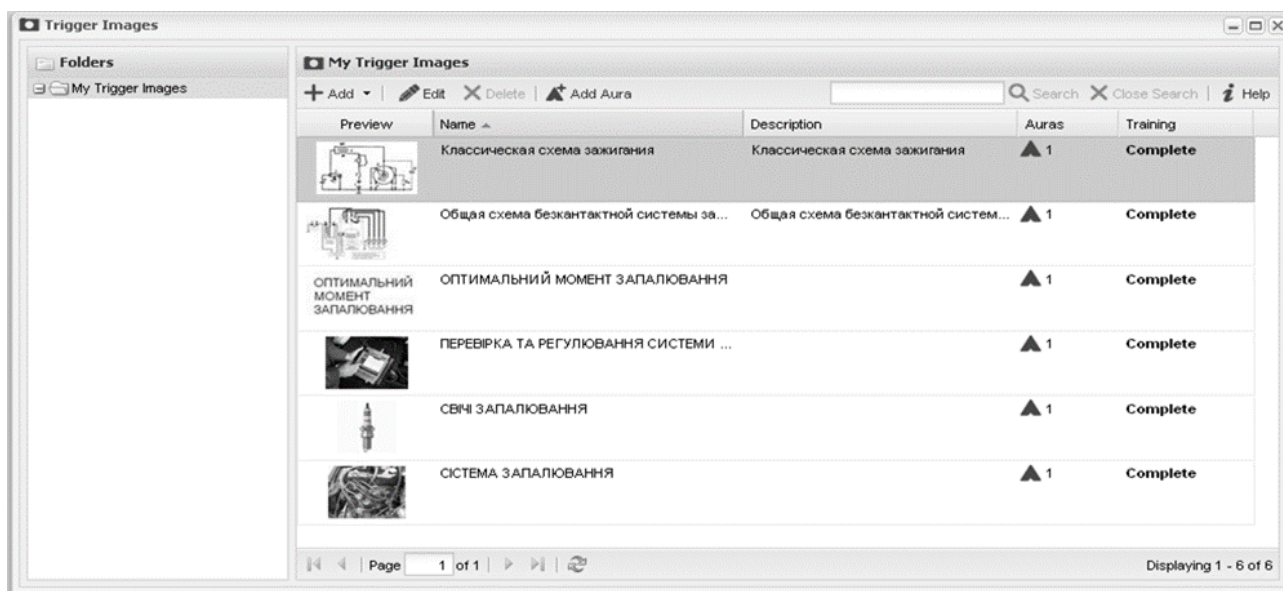 Trigger Images
Folders
My Trigger Images
My Trigger Images
Add Edit Delete Add Aura Search Close Search Help
Preview Name Description Auras Training
Классическая схема зажигания Классическая схема зажигания 1 Complete
Общая схема безкантактной системы за... Общая схема безкантактной систем... 1 Complete
ОПТИМАЛЬНИЙ
МОМЕНТ
ЗАПАЛЮВАННЯ
ОПТИМАЛЬНИЙ МОМЕНТ ЗАПАЛЮВАННЯ 1 Complete
ПЕРЕВІРКА ТА РЕГУЛЮВАННЯ СИСТЕМИ ... 1 Complete
СВІЧІ ЗАПАЛЮВАННЯ 1 Complete
СІСТЕМА ЗАПАЛЮВАННЯ 1 Complete
Page 1 of 1 Displaying 1 - 6 of 6